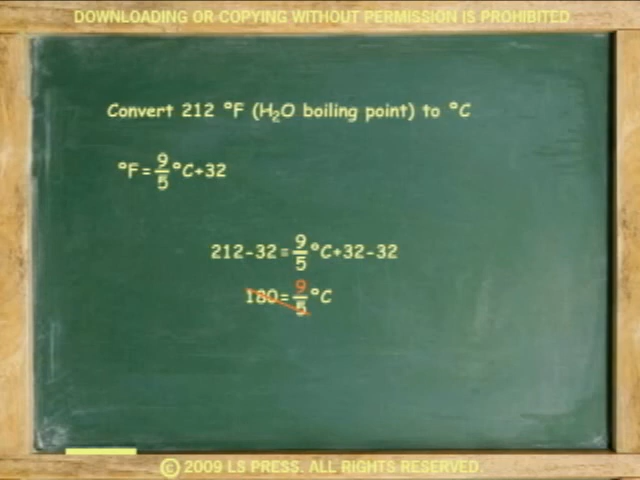 DOWNLOADING OR COPYING WITHOUT PERMISSION IS PROHIBITED
Convert 212 °F (H₂O boiling point) to °C
°F = 9/5 °C+32
212-32 = 9/5 °C+32-32
180 = 9/5 °C
© 2009 LS PRESS. ALL RIGHTS RESERVED.